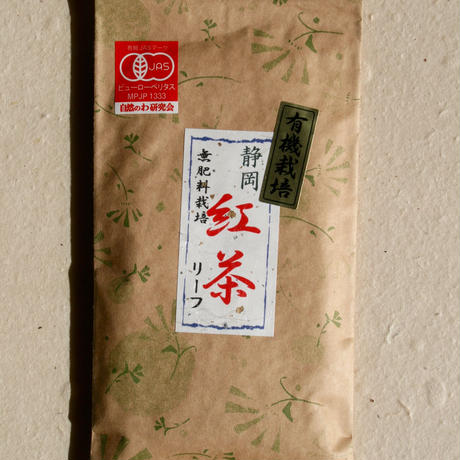 有機JASマーク
JAS
ビューローベリタス
MPJP 1333
自然のわ研究会
有機栽培
静岡
紅茶
無肥料栽培
リーフ